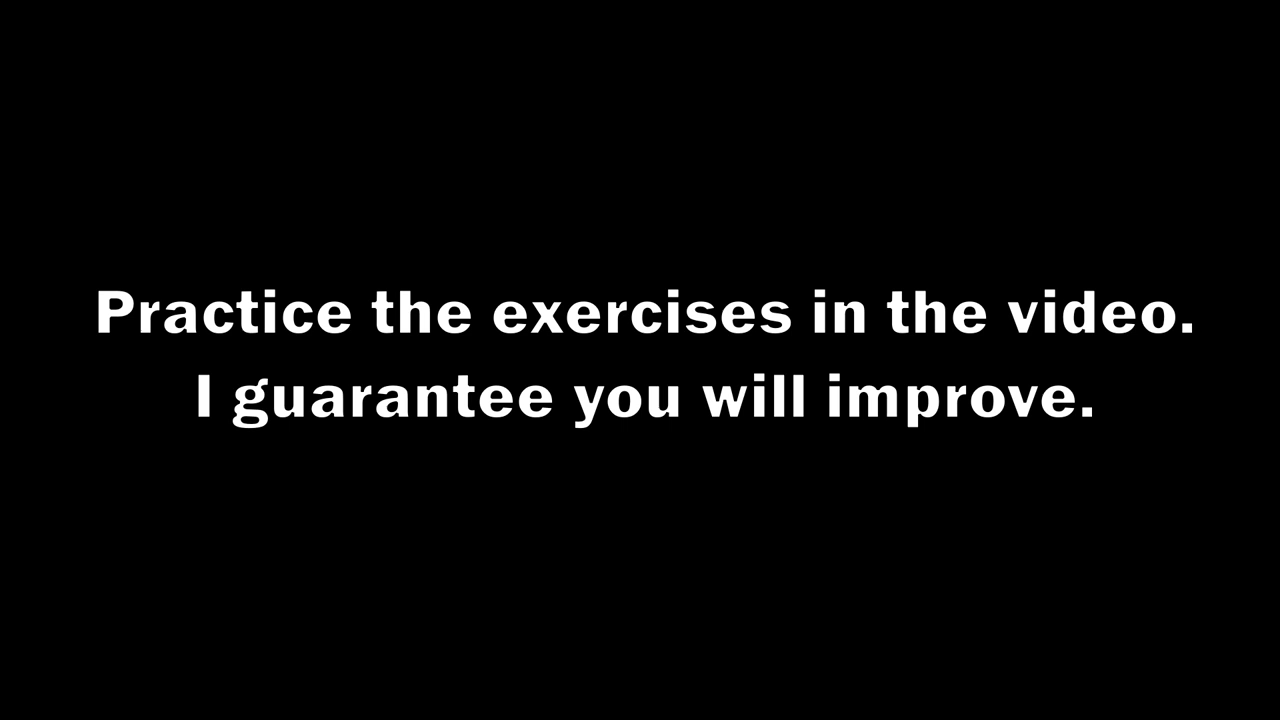 Practice the exercises in the video.
I guarantee you will improve.